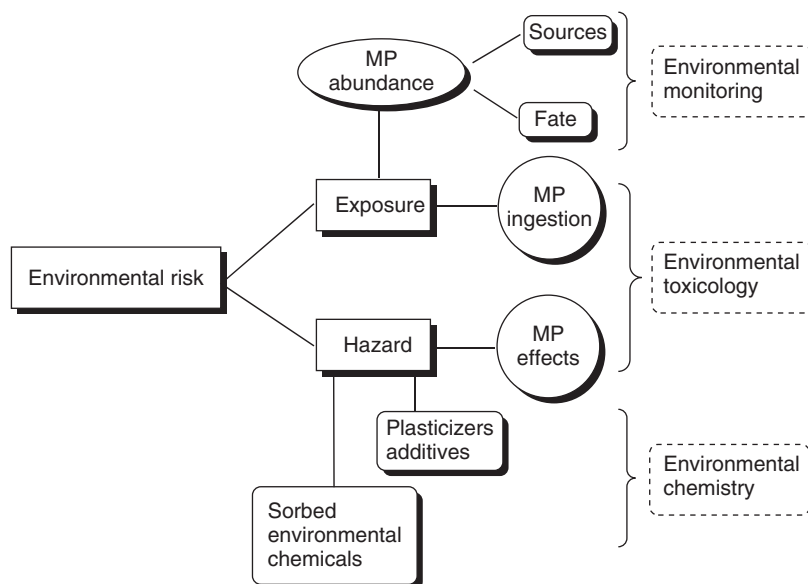 Sources
MP
abundance
Environmental
monitoring
Fate
Exposure
MP
ingestion
Environmental risk
Environmental
toxicology
Hazard
MP
effects
Plasticizers
additives
Environmental
chemistry
Sorbed
environmental
chemicals